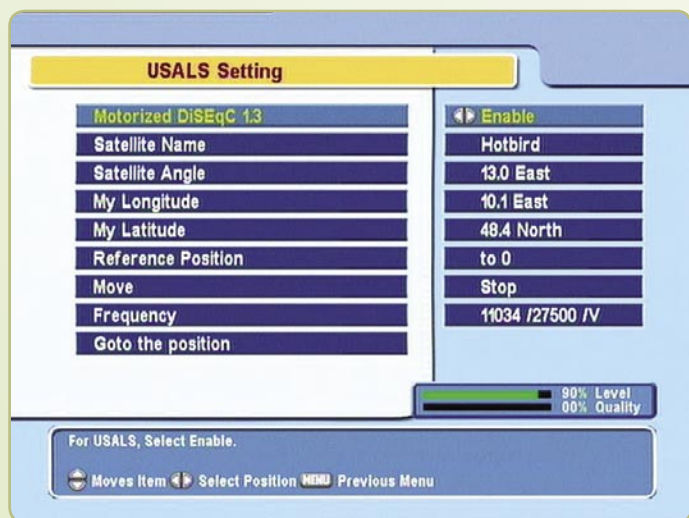 USALS Setting
Motorized DiSEqC 1.3 Enable
Satellite Name Hotbird
Satellite Angle 13.0 East
My Longitude 10.1 East
My Latitude 48.4 North
Reference Position to 0
Move Stop
Frequency 11034 /27500 /V
Goto the position
90% Level
00% Quality
For USALS, Select Enable.
Moves Item Select Position MENU Previous Menu